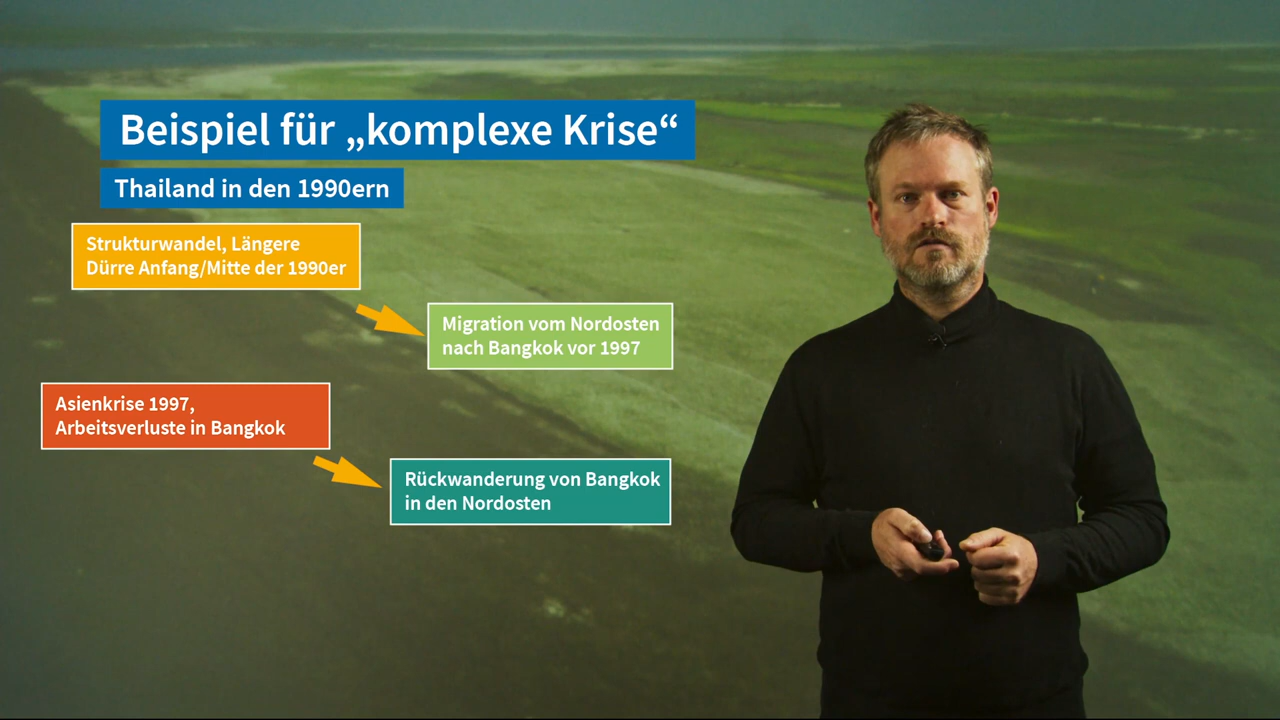 Beispiel für „komplexe Krise“
Thailand in den 1990ern
Strukturwandel, Längere
Dürre Anfang/Mitte der 1990er
Migration vom Nordosten
nach Bangkok vor 1997
Asienkrise 1997,
Arbeitsverluste in Bangkok
Rückwanderung von Bangkok
in den Nordosten